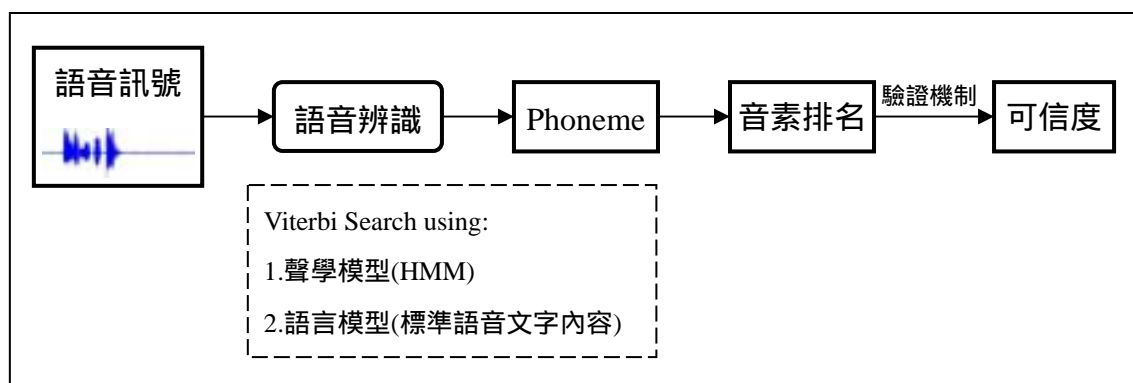 語音訊號
語音辨識
Phoneme
音素排名
驗證機制
可信度
Viterbi Search using:
1.聲學模型(HMM)
2.語言模型(標準語音文字內容)